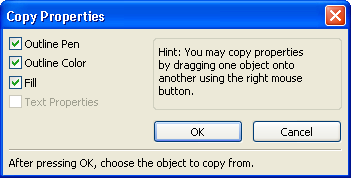 Copy Properties
Outline Pen
Outline Color
Fill
Text Properties
Hint: You may copy properties
by dragging one object onto
another using the right mouse
button.
OK
Cancel
After pressing OK, choose the object to copy from.